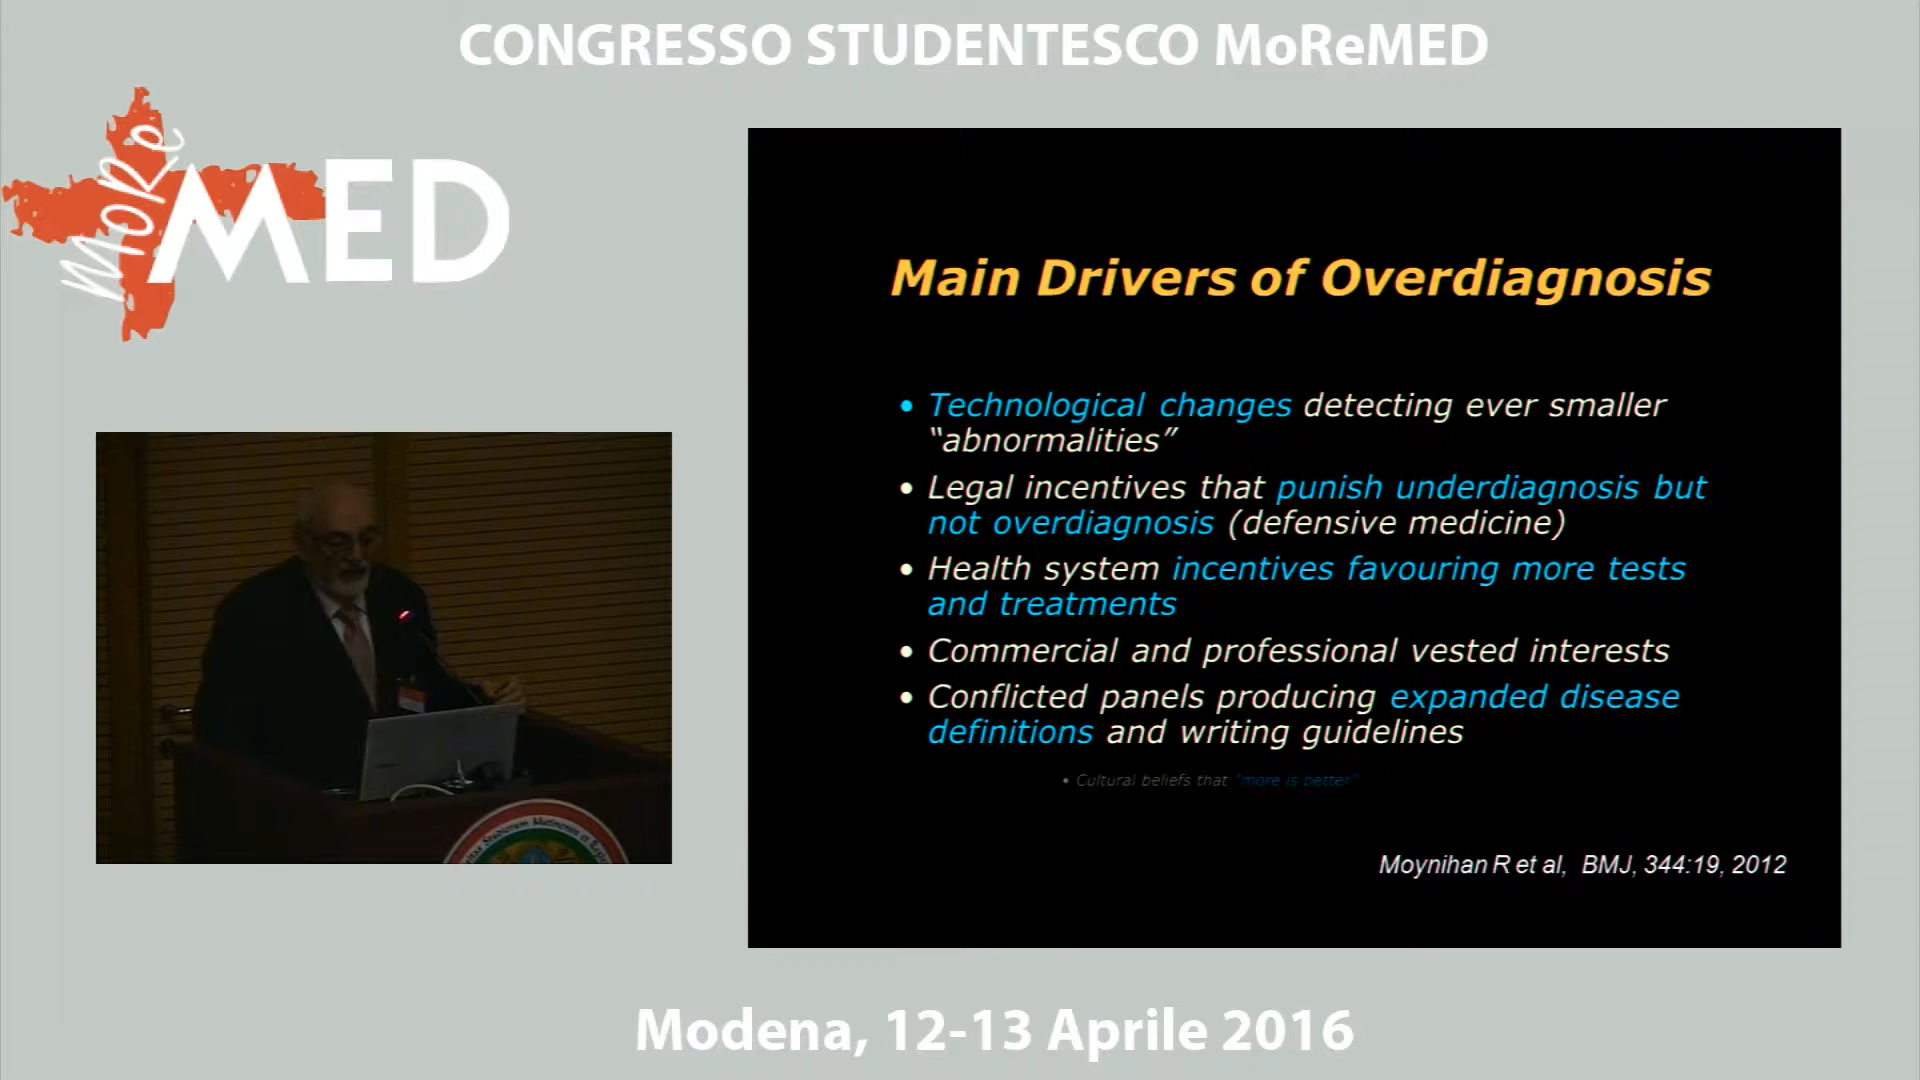 CONGRESSO STUDENTESCO MoReMED
MoRe
MED
Main Drivers of Overdiagnosis
• Technological changes detecting ever smaller
“abnormalities”
• Legal incentives that punish underdiagnosis but
not overdiagnosis (defensive medicine)
• Health system incentives favouring more tests
and treatments
• Commercial and professional vested interests
• Conflicted panels producing expanded disease
definitions and writing guidelines
• Cultural beliefs that “more is better”
Moynihan R et al, BMJ, 344:19, 2012
Modena, 12-13 Aprile 2016